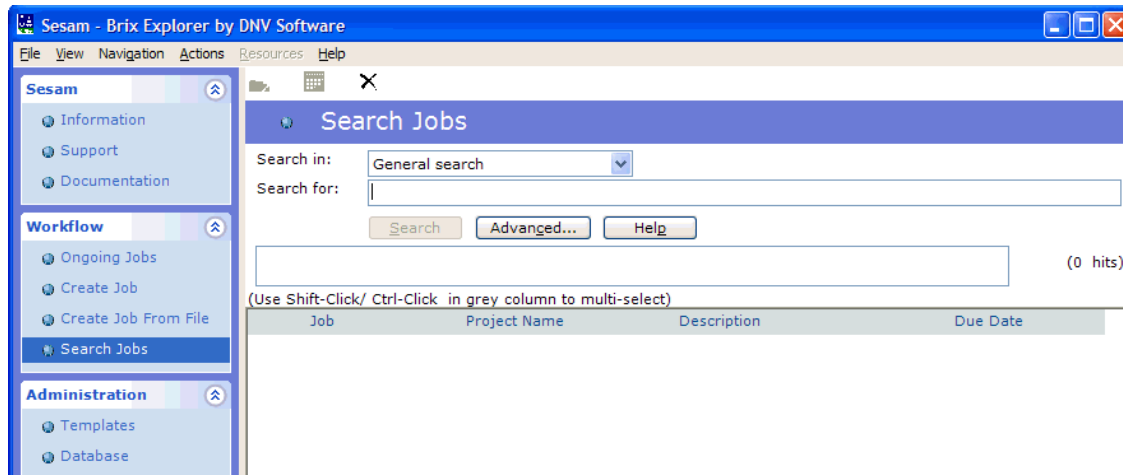 Sesam - Brix Explorer by DNV Software
File View Navigation Actions Resources Help
Sesam
Information
Support
Documentation
Workflow
Ongoing Jobs
Create Job
Create Job From File
Search Jobs
Administration
Templates
Database
Search Jobs
Search in: General search
Search for:
Search Advanced... Help
(0 hits)
(Use Shift-Click/ Ctrl-Click in grey column to multi-select)
Job Project Name Description Due Date